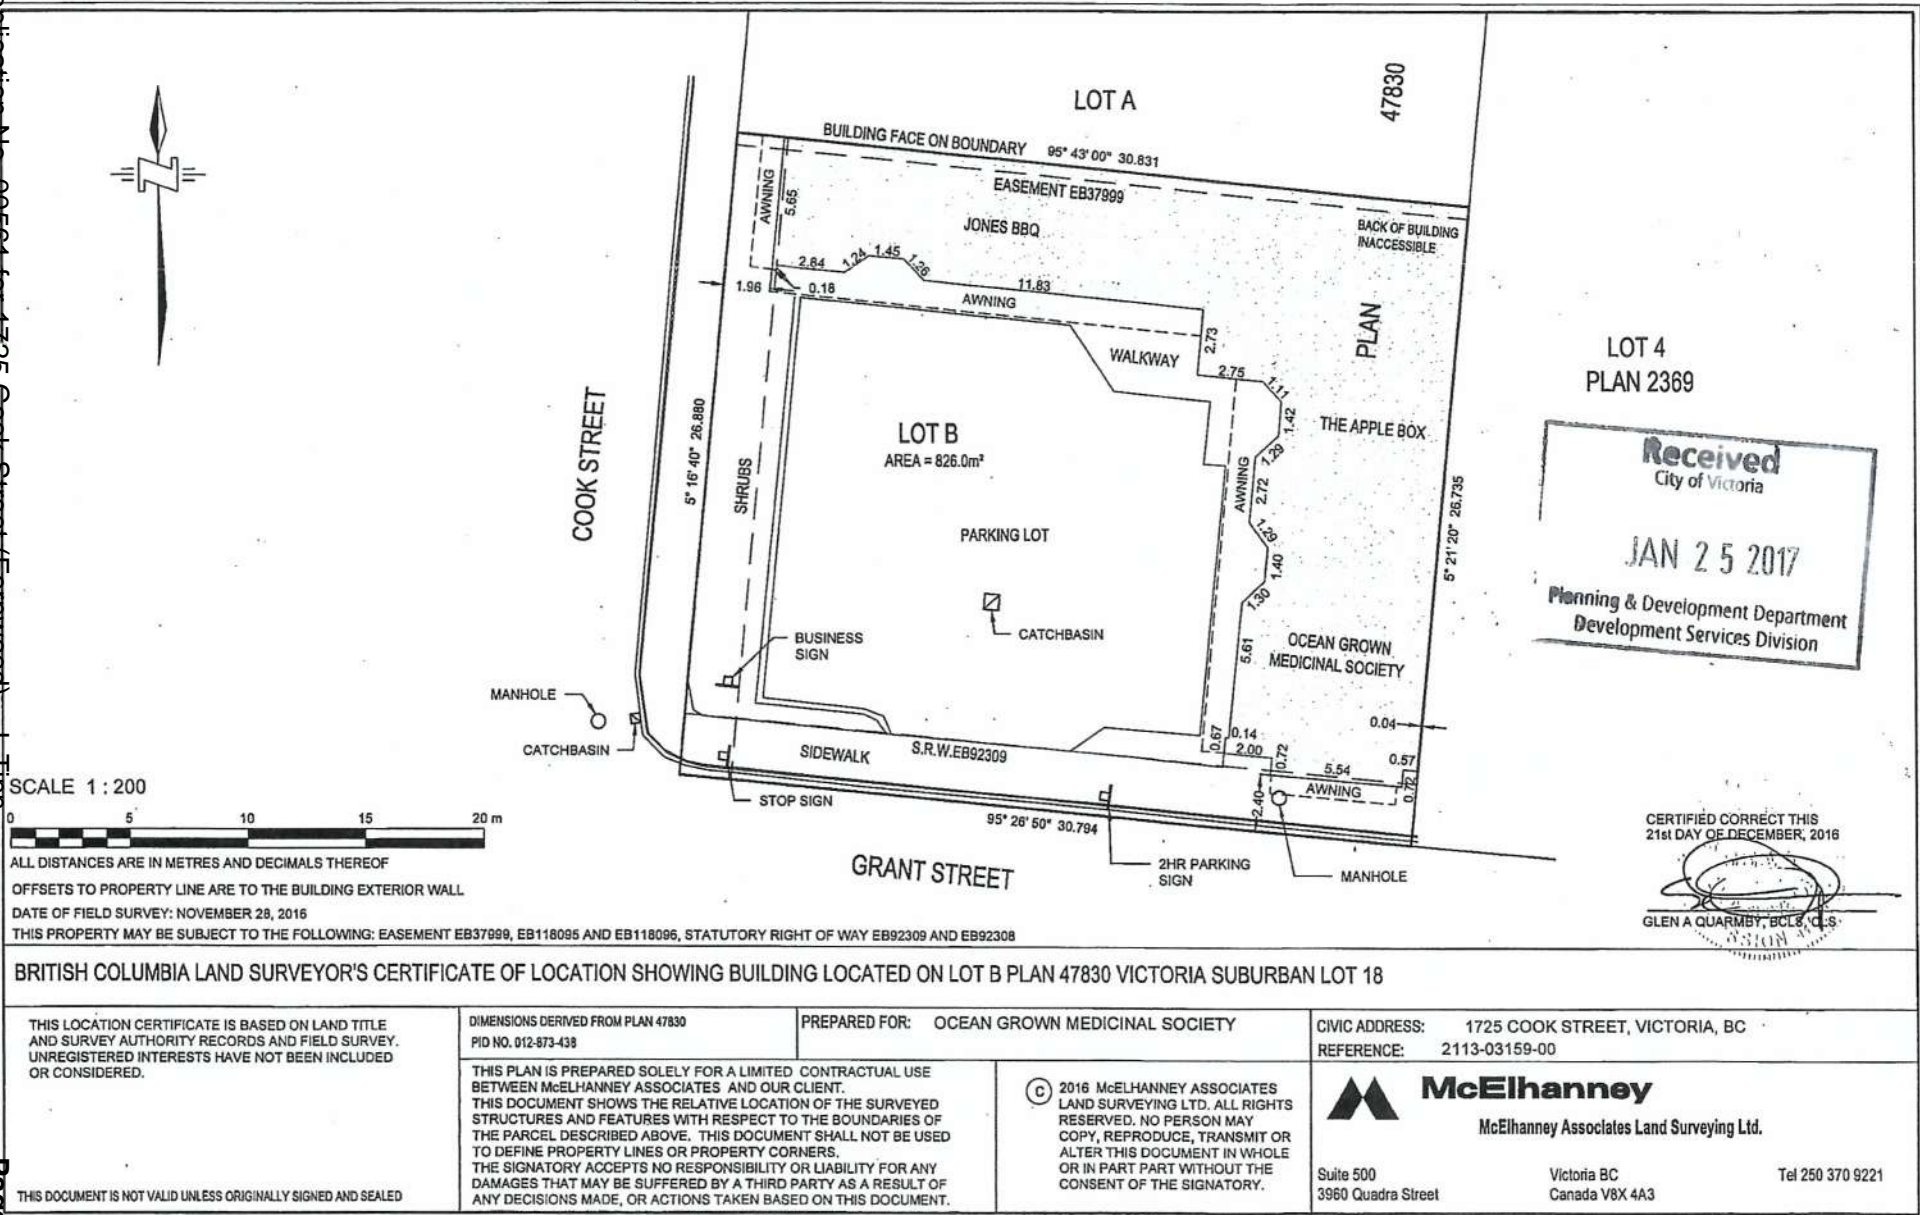 LOT A
47830
BUILDING FACE ON BOUNDARY 95° 43' 00" 30.831
EASEMENT EB37999
JONES BBQ
BACK OF BUILDING
INACCESSIBLE
AWNING
5.65
2.84
1.24
1.45
1.26
11.83
1.96
0.18
AWNING
2.73
WALKWAY
2.75
1.11
PLAN
LOT 4
PLAN 2369
1.42
THE APPLE BOX
1.29
COOK STREET
5° 16' 40" 26.880
SHRUBS
LOT B
AREA = 826.0m²
AWNING
2.72
1.29
PARKING LOT
1.40
1.30
5° 21' 20" 26.735
Received
City of Victoria
JAN 25 2017
Planning & Development Department
Development Services Division
CATCHBASIN
BUSINESS
SIGN
5.61
OCEAN GROWN
MEDICINAL SOCIETY
MANHOLE
0.04
CATCHBASIN
SIDEWALK
S.R.W.EB92309
0.67
0.14
2.00
0.72
5.54
0.57
AWNING
0.72
2.40
STOP SIGN
95° 26' 50" 30.794
GRANT STREET
2HR PARKING
SIGN
MANHOLE
SCALE 1 : 200
0 5 10 15 20 m
ALL DISTANCES ARE IN METRES AND DECIMALS THEREOF
OFFSETS TO PROPERTY LINE ARE TO THE BUILDING EXTERIOR WALL
DATE OF FIELD SURVEY: NOVEMBER 28, 2016
THIS PROPERTY MAY BE SUBJECT TO THE FOLLOWING: EASEMENT EB37999, EB118095 AND EB118096, STATUTORY RIGHT OF WAY EB92309 AND EB92308
CERTIFIED CORRECT THIS
21st DAY OF DECEMBER, 2016
GLEN A QUARMBY, BCLS, CLS
BRITISH COLUMBIA LAND SURVEYOR'S CERTIFICATE OF LOCATION SHOWING BUILDING LOCATED ON LOT B PLAN 47830 VICTORIA SUBURBAN LOT 18
THIS LOCATION CERTIFICATE IS BASED ON LAND TITLE
AND SURVEY AUTHORITY RECORDS AND FIELD SURVEY.
UNREGISTERED INTERESTS HAVE NOT BEEN INCLUDED
OR CONSIDERED.
THIS DOCUMENT IS NOT VALID UNLESS ORIGINALLY SIGNED AND SEALED
DIMENSIONS DERIVED FROM PLAN 47830
PID NO. 012-873-438
PREPARED FOR: OCEAN GROWN MEDICINAL SOCIETY
THIS PLAN IS PREPARED SOLELY FOR A LIMITED CONTRACTUAL USE
BETWEEN McELHANNEY ASSOCIATES AND OUR CLIENT.
THIS DOCUMENT SHOWS THE RELATIVE LOCATION OF THE SURVEYED
STRUCTURES AND FEATURES WITH RESPECT TO THE BOUNDARIES OF
THE PARCEL DESCRIBED ABOVE. THIS DOCUMENT SHALL NOT BE USED
TO DEFINE PROPERTY LINES OR PROPERTY CORNERS.
THE SIGNATORY ACCEPTS NO RESPONSIBILITY OR LIABILITY FOR ANY
DAMAGES THAT MAY BE SUFFERED BY A THIRD PARTY AS A RESULT OF
ANY DECISIONS MADE, OR ACTIONS TAKEN BASED ON THIS DOCUMENT.
© 2016 McELHANNEY ASSOCIATES
LAND SURVEYING LTD. ALL RIGHTS
RESERVED. NO PERSON MAY
COPY, REPRODUCE, TRANSMIT OR
ALTER THIS DOCUMENT IN WHOLE
OR IN PART PART WITHOUT THE
CONSENT OF THE SIGNATORY.
CIVIC ADDRESS: 1725 COOK STREET, VICTORIA, BC
REFERENCE: 2113-03159-00
McElhanney
McElhanney Associates Land Surveying Ltd.
Suite 500
3960 Quadra Street
Victoria BC
Canada V8X 4A3
Tel 250 370 9221